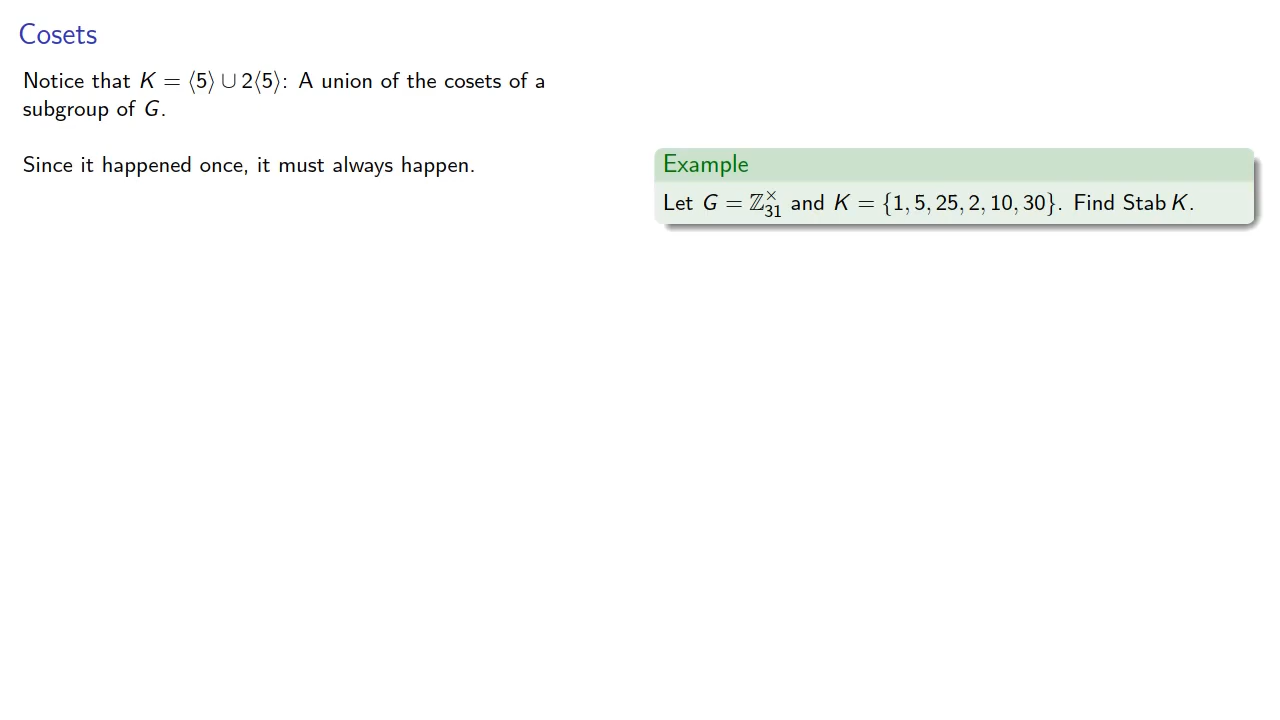 Cosets
Notice that K = ⟨5⟩ ∪ 2⟨5⟩: A union of the cosets of a
subgroup of G.
Since it happened once, it must always happen.
Example
Let G = ℤ₃₁^× and K = {1, 5, 25, 2, 10, 30}. Find Stab K.